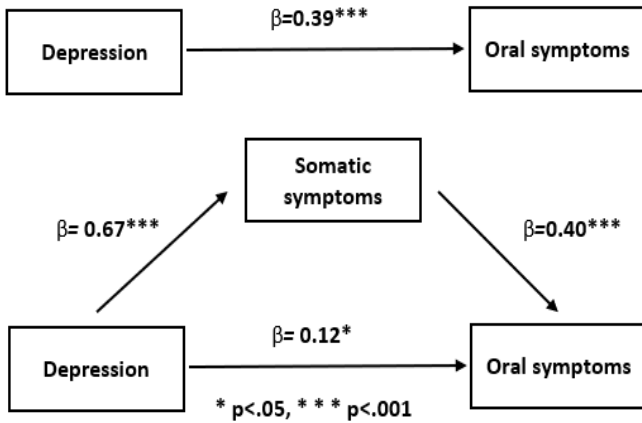 β=0.39***
Depression
Oral symptoms
Somatic
symptoms
β= 0.67***
β=0.40***
β= 0.12*
Depression
Oral symptoms
* p<.05, * * * p<.001